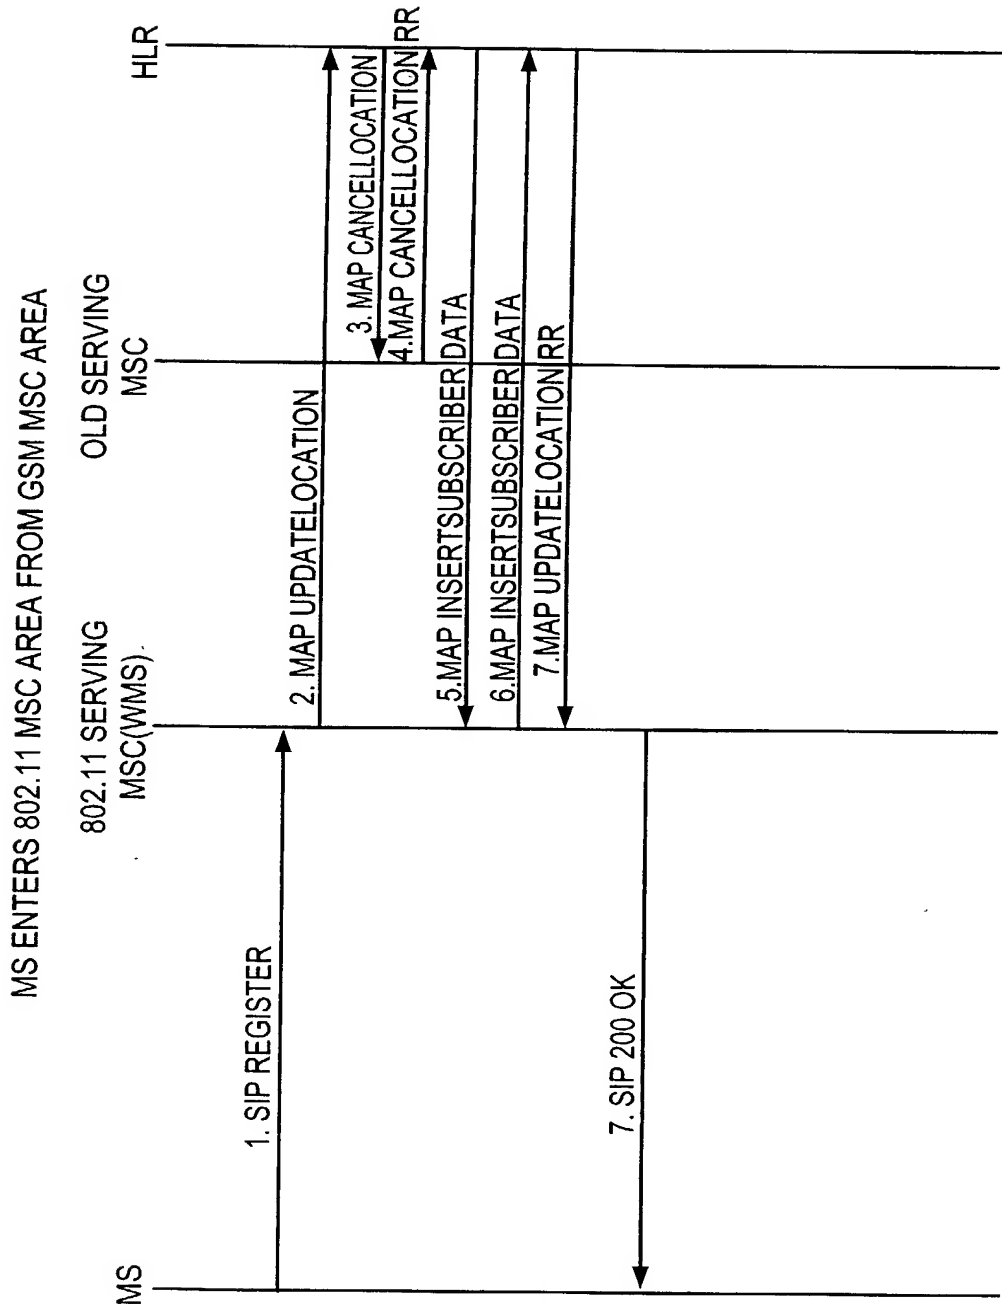 MS ENTERS 802.11 MSC AREA FROM GSM MSC AREA
MS
802.11 SERVING
MSC(WMS)
OLD SERVING
MSC
HLR
1. SIP REGISTER
2. MAP UPDATELOCATION
3. MAP CANCELLOCATION
4.MAP CANCELLOCATION RR
5.MAP INSERTSUBSCRIBER DATA
6.MAP INSERTSUBSCRIBER DATA
7.MAP UPDATELOCATION RR
7. SIP 200 OK